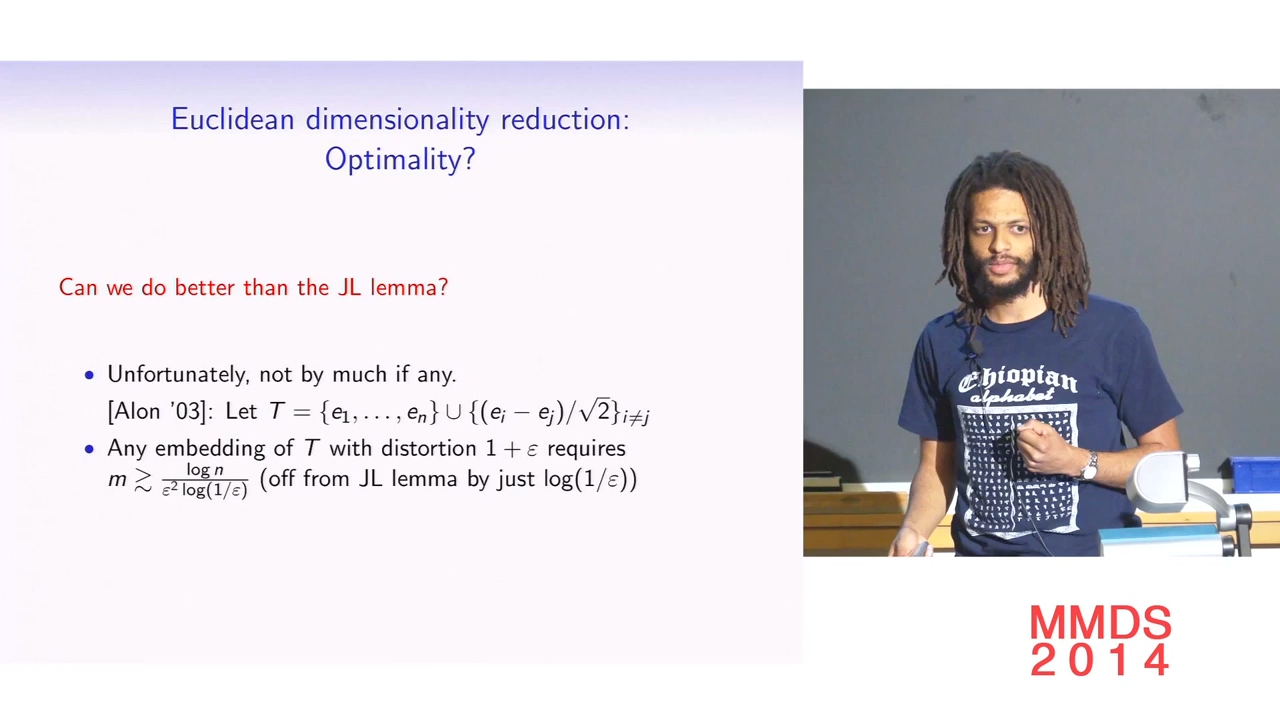 Euclidean dimensionality reduction:
Optimality?
Can we do better than the JL lemma?
• Unfortunately, not by much if any.
[Alon '03]: Let T = {e₁, . . . , eₙ} ∪ {(eᵢ − eⱼ)/√2}ᵢ≠ⱼ
• Any embedding of T with distortion 1 + ε requires
m ≳ log n / ε² log(1/ε) (off from JL lemma by just log(1/ε))
Ethiopian
alphabet
MMDS
2014